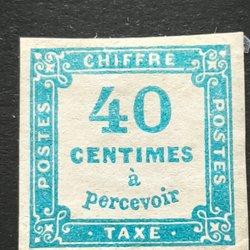 CHIFFRE
POSTES
40
CENTIMES
à
percevoir
POSTES
TAXE